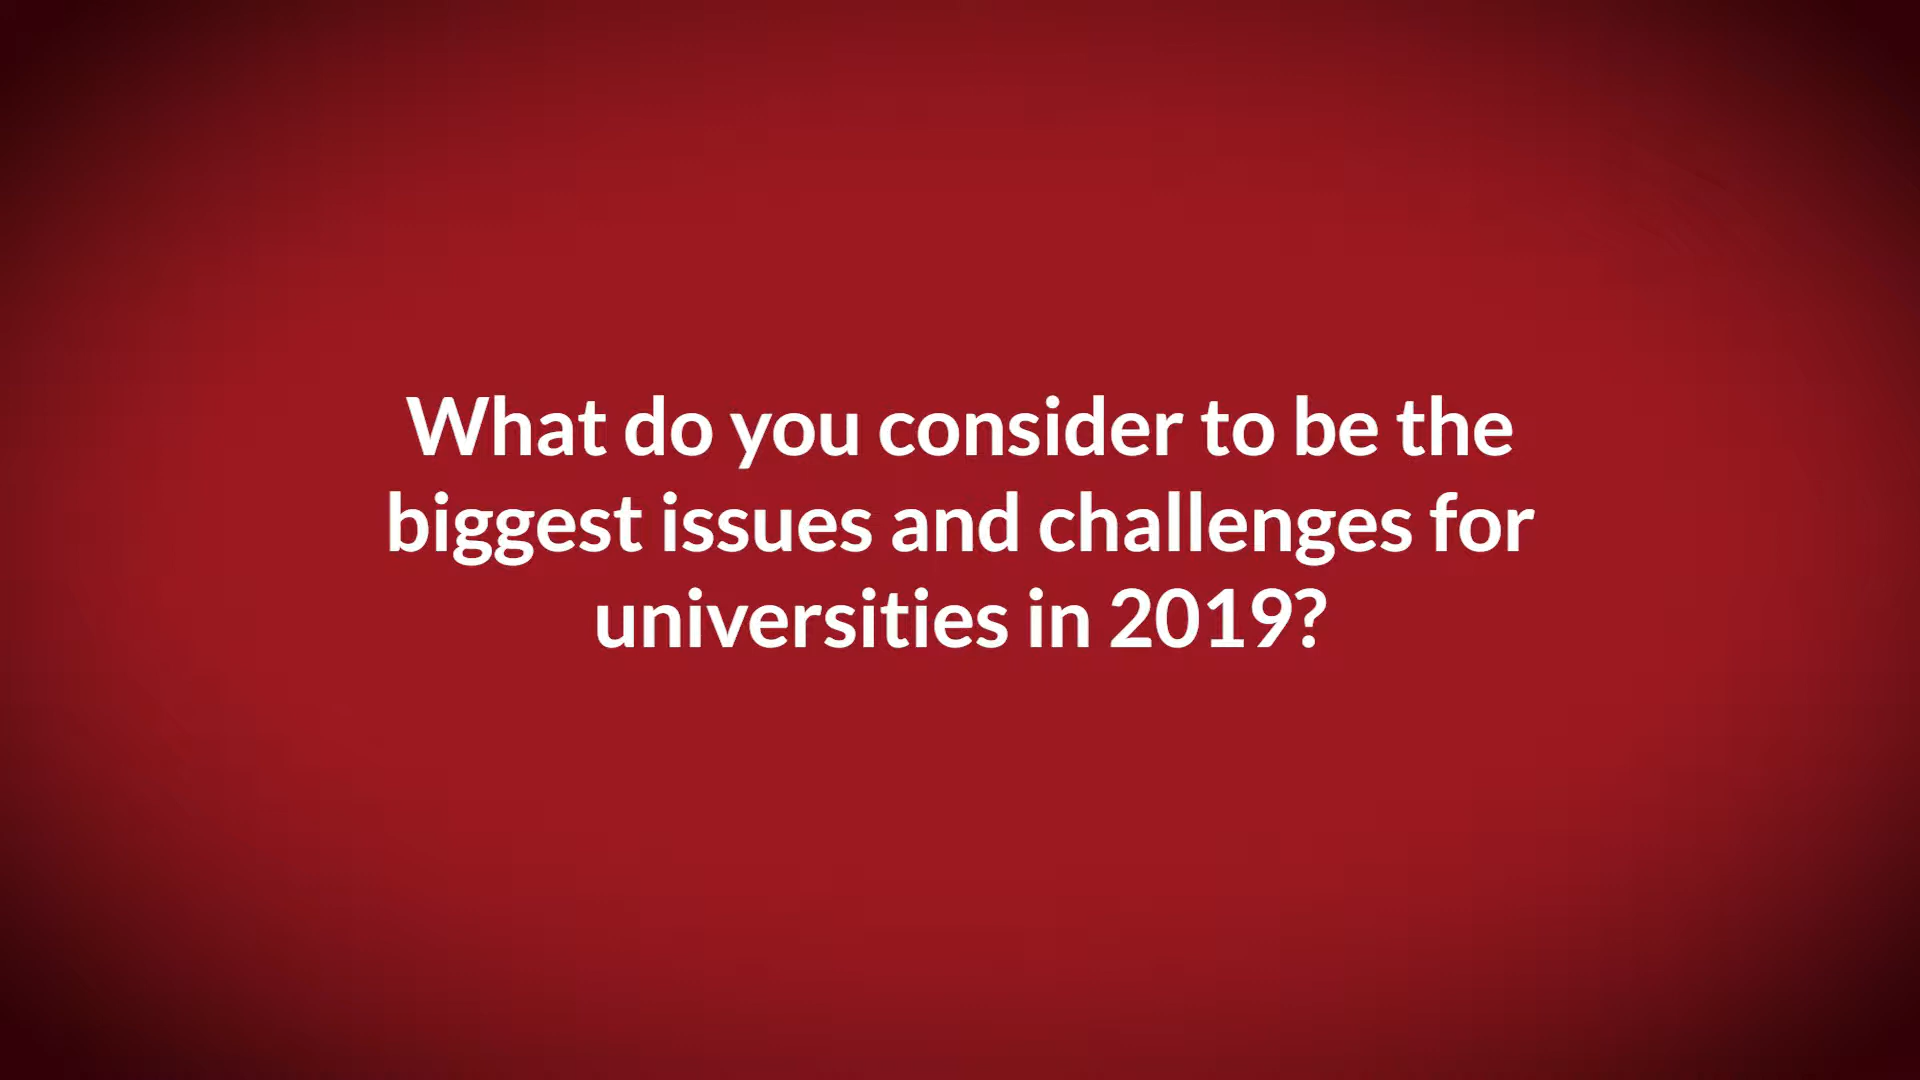 What do you consider to be the
biggest issues and challenges for
universities in 2019?